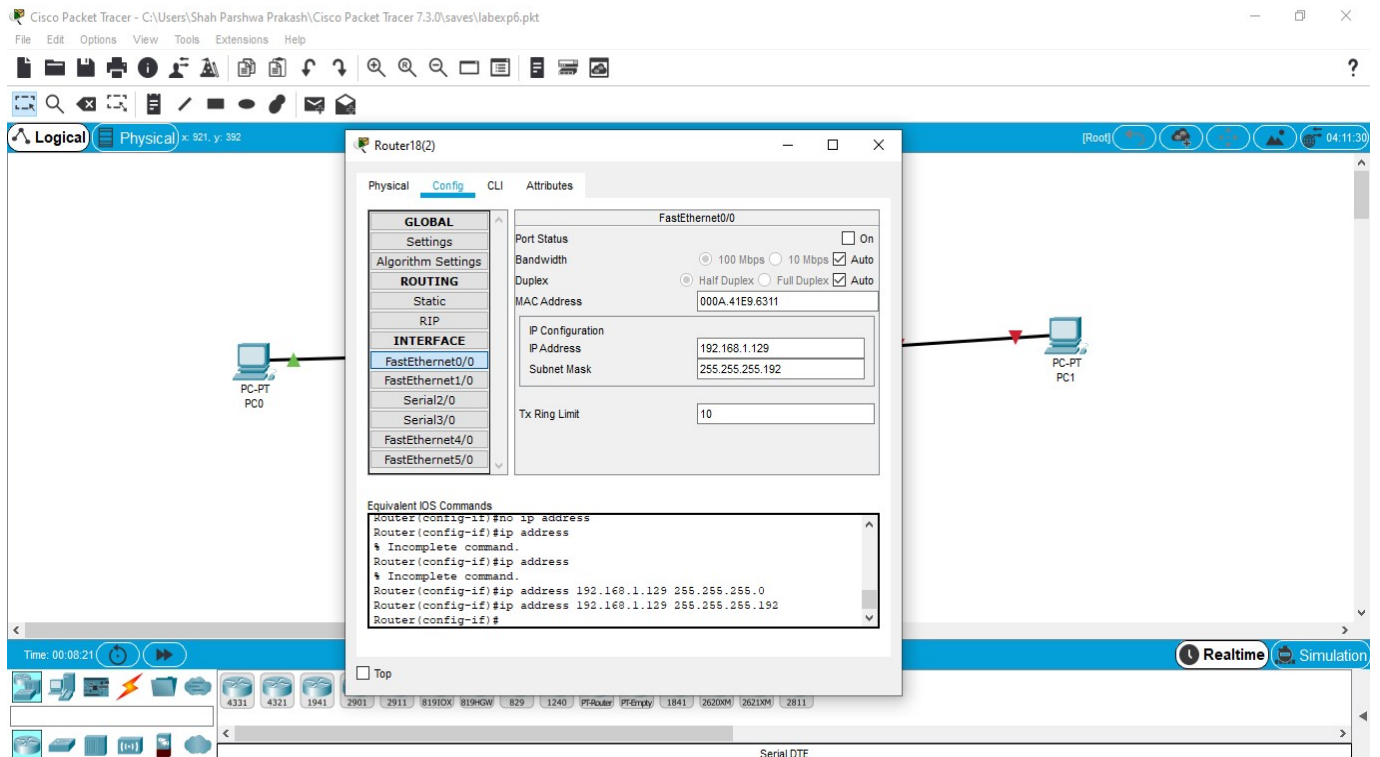 Cisco Packet Tracer - C:\Users\Shah Parshwa Prakash\Cisco Packet Tracer 7.3.0\saves\labexp6.pkt
File Edit Options View Tools Extensions Help
?
Logical Physical x: 921, y: 392 [Root] 04:11:30
Router18(2)
Physical Config CLI Attributes
GLOBAL
Settings
Algorithm Settings
ROUTING
Static
RIP
INTERFACE
FastEthernet0/0
FastEthernet1/0
Serial2/0
Serial3/0
FastEthernet4/0
FastEthernet5/0
FastEthernet0/0
Port Status On
Bandwidth 100 Mbps 10 Mbps Auto
Duplex Half Duplex Full Duplex Auto
MAC Address 000A.41E9.6311
IP Configuration
IP Address 192.168.1.129
Subnet Mask 255.255.255.192
Tx Ring Limit 10
Equivalent IOS Commands
Router(config-if)#no ip address
Router(config-if)#ip address
% Incomplete command.
Router(config-if)#ip address
% Incomplete command.
Router(config-if)#ip address 192.168.1.129 255.255.255.0
Router(config-if)#ip address 192.168.1.129 255.255.255.192
Router(config-if)#
Top
PC-PT
PC0
PC-PT
PC1
Time: 00:08:21 Realtime Simulation
4331 4321 1941 2901 2911 819IOX 819HGW 829 1240 PT-Router PT-Empty 1841 2620XM 2621XM 2811
Serial DTE